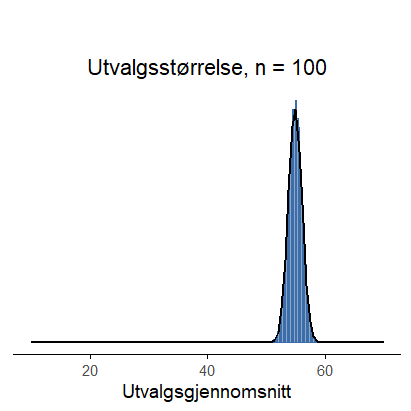 Utvalgsstørrelse, n = 100
20 40 60
Utvalgsgjennomsnitt